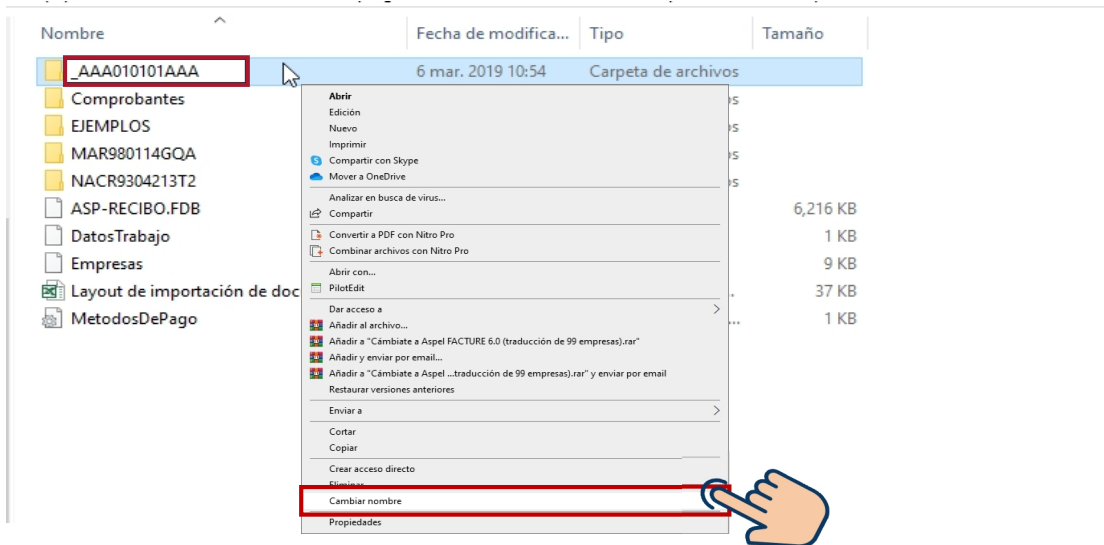 Nombre Fecha de modifica... Tipo Tamaño
_AAA010101AAA 6 mar. 2019 10:54 Carpeta de archivos
Comprobantes
EJEMPLOS
MAR980114GQA
NACR9304213T2
ASP-RECIBO.FDB 6,216 KB
DatosTrabajo 1 KB
Empresas 9 KB
Layout de importación de doc 37 KB
MetodosDePago 1 KB
Abrir
Edición
Nuevo
Imprimir
Compartir con Skype
Mover a OneDrive
Analizar en busca de virus...
Compartir
Convertir a PDF con Nitro Pro
Combinar archivos con Nitro Pro
Abrir con...
PilotEdit
Dar acceso a
Añadir al archivo...
Añadir a "Cámbiate a Aspel FACTURE 6.0 (traducción de 99 empresas).rar"
Añadir y enviar por email...
Añadir a "Cámbiate a Aspel ...traducción de 99 empresas).rar" y enviar por email
Restaurar versiones anteriores
Enviar a
Cortar
Copiar
Crear acceso directo
Eliminar
Cambiar nombre
Propiedades